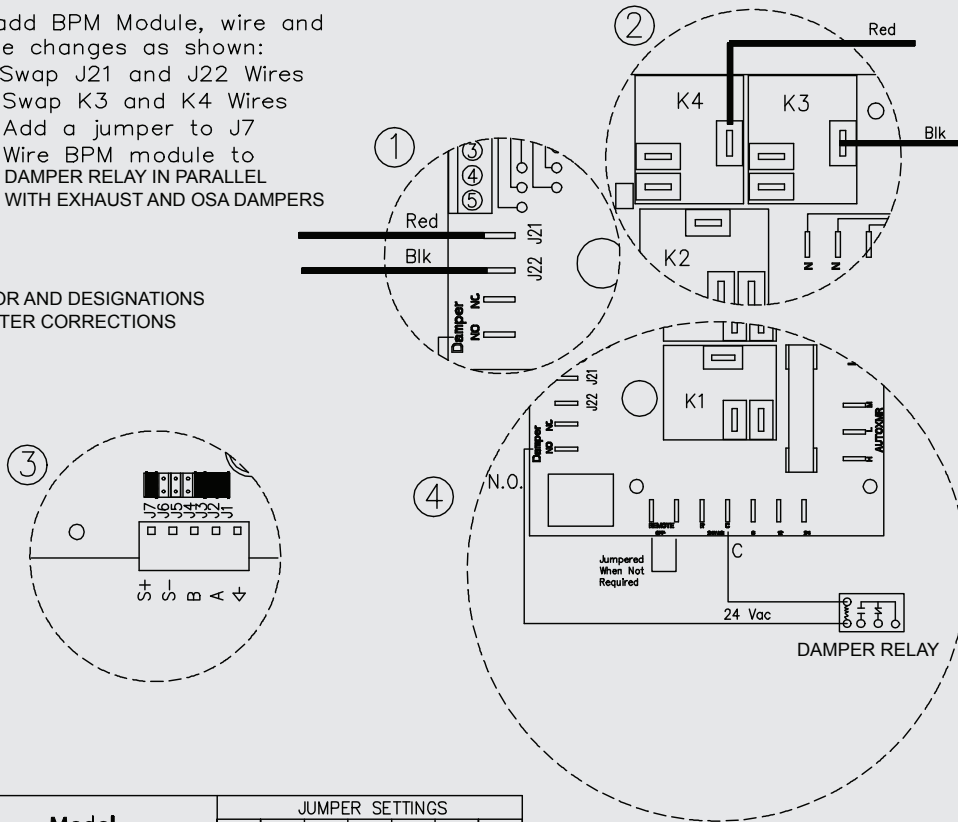 add BPM Module, wire and
e changes as shown:
Swap J21 and J22 Wires
Swap K3 and K4 Wires
Add a jumper to J7
Wire BPM module to
DAMPER RELAY IN PARALLEL
WITH EXHAUST AND OSA DAMPERS
OR AND DESIGNATIONS
TER CORRECTIONS
1
3
4
5
Red
J21
Blk
J22
NC
NO
Damper
2
Red
K4
K3
Blk
K2
N
N
3
J7
J6
J5
J4
J3
J2
J1
S+
S-
B
A
4
J21
J22
NC
NO
Damper
K1
AUTOXMR
N.O.
REMOTE
Jumpered
When Not
Required
C
24 Vac
DAMPER RELAY
Model
JUMPER SETTINGS